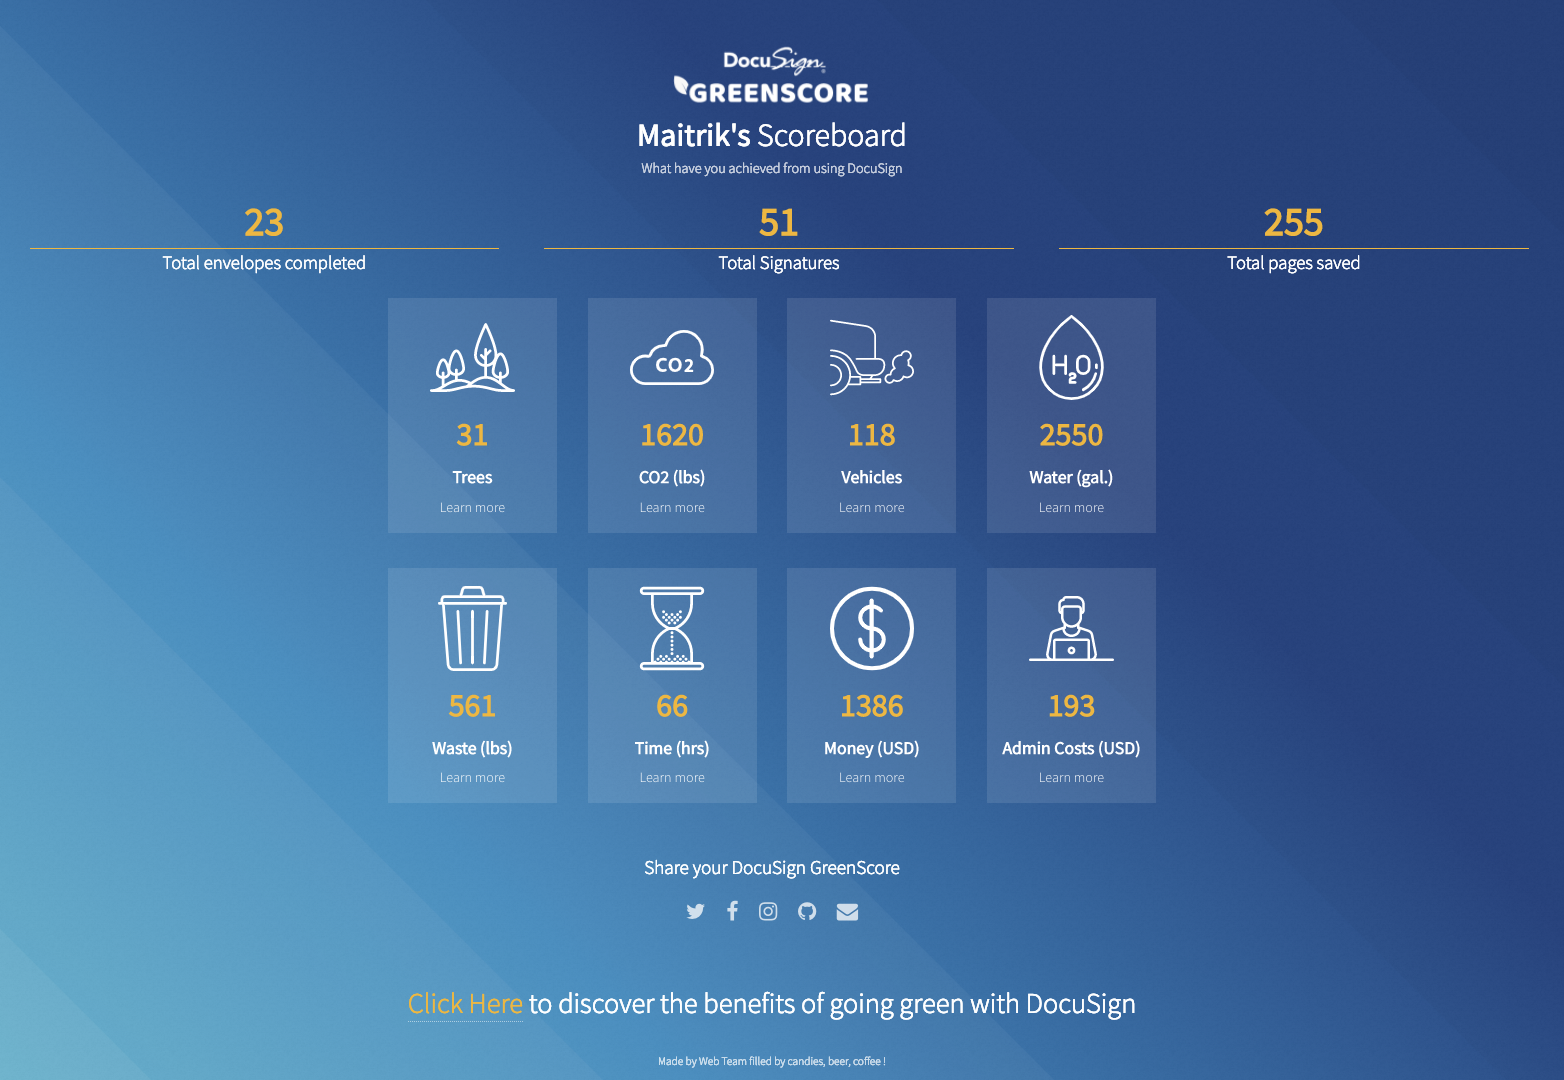 DocuSign
GREENSCORE
Maitrik's Scoreboard
What have you achieved from using DocuSign
23
51
255
Total envelopes completed
Total Signatures
Total pages saved
CO2
H2O
31
1620
118
2550
Trees
CO2 (lbs)
Vehicles
Water (gal.)
Learn more
Learn more
Learn more
Learn more
$
561
66
1386
193
Waste (lbs)
Time (hrs)
Money (USD)
Admin Costs (USD)
Learn more
Learn more
Learn more
Learn more
Share your DocuSign GreenScore
Click Here to discover the benefits of going green with DocuSign
Made by Web Team filled by candies, beer, coffee !